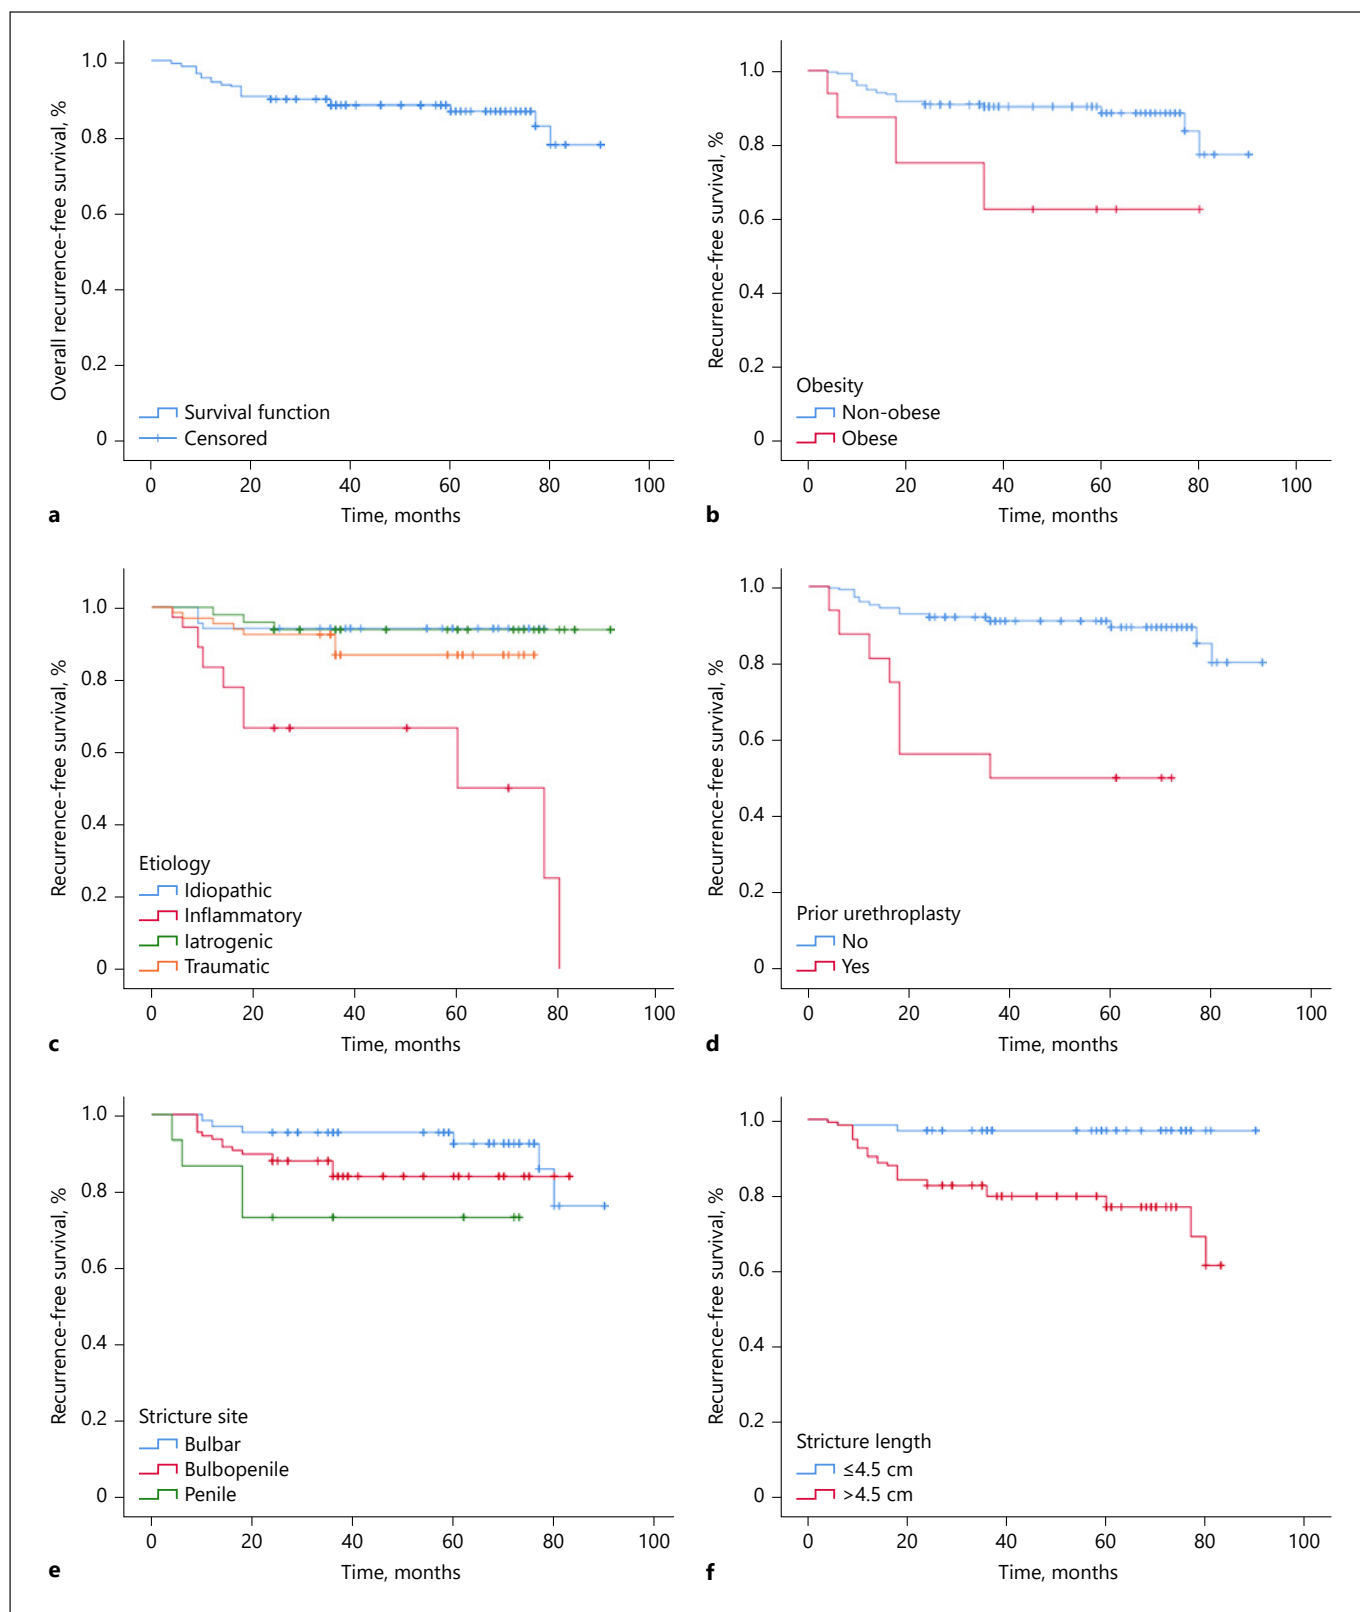 Overall recurrence-free survival, %
1.0
0.8
0.6
0.4
0.2
0
Survival function
Censored
0 20 40 60 80 100
Time, months
a
Recurrence-free survival, %
1.0
0.8
0.6
0.4
0.2
0
Obesity
Non-obese
Obese
0 20 40 60 80 100
Time, months
b
Recurrence-free survival, %
1.0
0.8
0.6
0.4
0.2
0
Etiology
Idiopathic
Inflammatory
Iatrogenic
Traumatic
0 20 40 60 80 100
Time, months
c
Recurrence-free survival, %
1.0
0.8
0.6
0.4
0.2
0
Prior urethroplasty
No
Yes
0 20 40 60 80 100
Time, months
d
Recurrence-free survival, %
1.0
0.8
0.6
0.4
0.2
0
Stricture site
Bulbar
Bulbopenile
Penile
0 20 40 60 80 100
Time, months
e
Recurrence-free survival, %
1.0
0.8
0.6
0.4
0.2
0
Stricture length
≤4.5 cm
>4.5 cm
0 20 40 60 80 100
Time, months
f